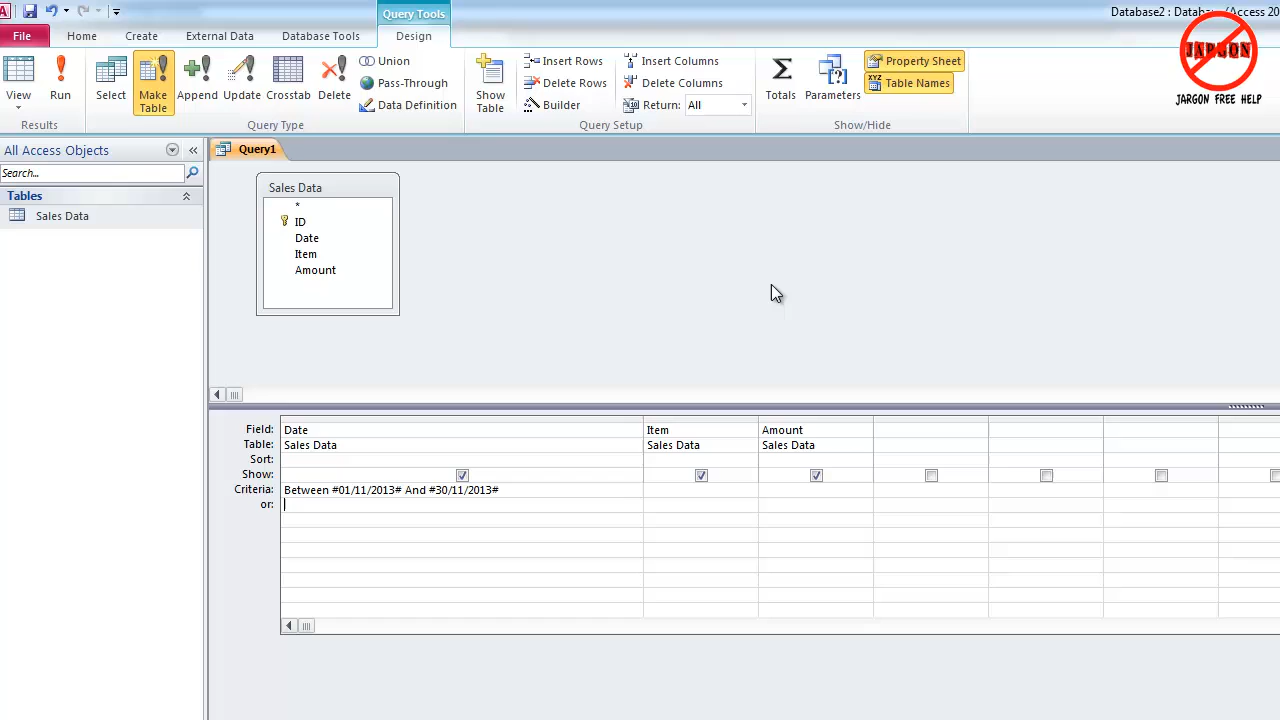 Query Tools
Database2 : Databas
(Access 20
File
Home
Create
External Data
Database Tools
Design
View
Run
Select
Make
Table
Append
Update
Crosstab
Delete
Union
Pass-Through
Data Definition
Show
Table
Insert Rows
Delete Rows
Builder
Insert Columns
Delete Columns
Return:
All
Totals
Parameters
Property Sheet
Table Names
Results
Query Type
Query Setup
Show/Hide
JARGON
JARGON FREE HELP
All Access Objects
Search...
Tables
Sales Data
Query1
Sales Data
*
ID
Date
Item
Amount
Field: Date Item Amount
Table: Sales Data Sales Data Sales Data
Sort:
Show:
Criteria: Between #01/11/2013# And #30/11/2013#
or: